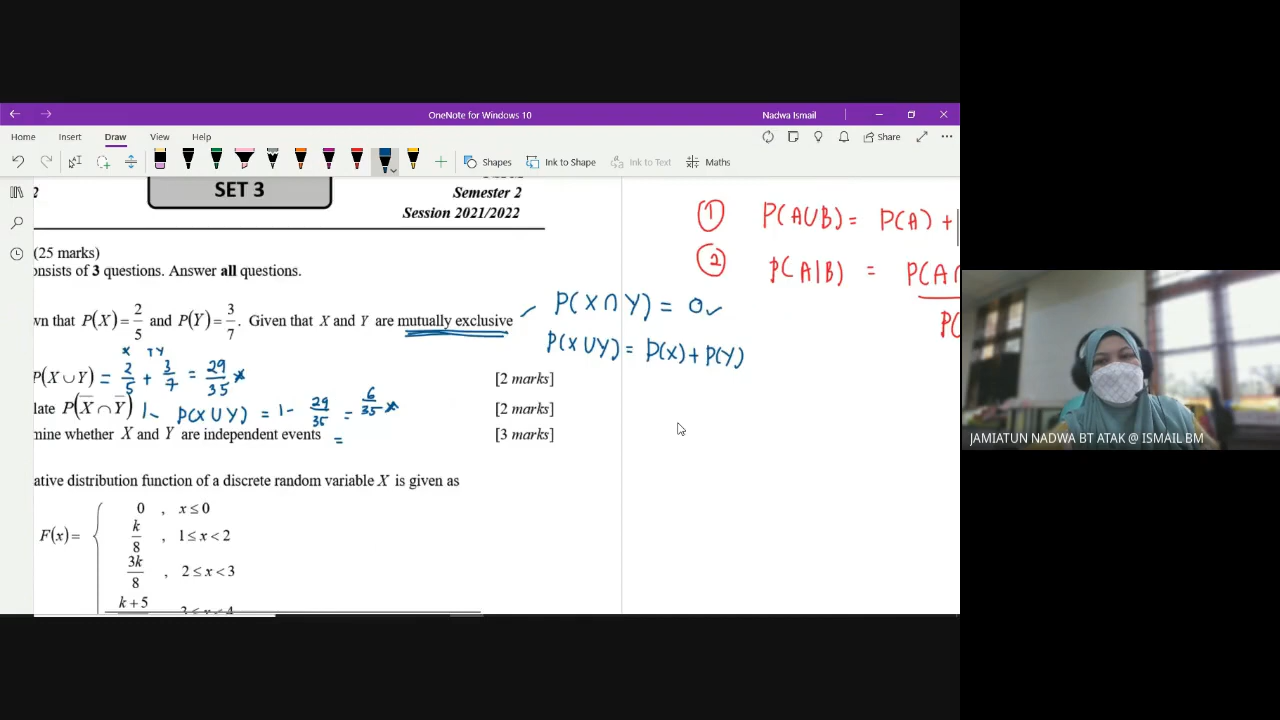 OneNote for Windows 10
Nadwa Ismail
Home Insert Draw View Help
Share
Shapes Ink to Shape Ink to Text Maths
2
SET 3
Semester 2
Session 2021/2022
(25 marks)
onsists of 3 questions. Answer all questions.
wn that P(X) = 2/5 and P(Y) = 3/7. Given that X and Y are mutually exclusive
P(X ∩ Y) = 0 ✓
P(X ∪ Y) = P(X) + P(Y)
X + Y
P(X ∪ Y) = 2/5 + 3/7 = 29/35 * [2 marks]
late P(X̄ ∩ Ȳ) 1 - P(X ∪ Y) = 1 - 29/35 = 6/35 * [2 marks]
mine whether X and Y are independent events = [3 marks]
ative distribution function of a discrete random variable X is given as
F(x) =
0 , x ≤ 0
k/8 , 1 ≤ x < 2
3k/8 , 2 ≤ x < 3
k + 5 , 3 ≤ x < 4
① P(A∪B) = P(A) +
② P(A|B) = P(A∩
P(
JAMIATUN NADWA BT ATAK @ ISMAIL BM